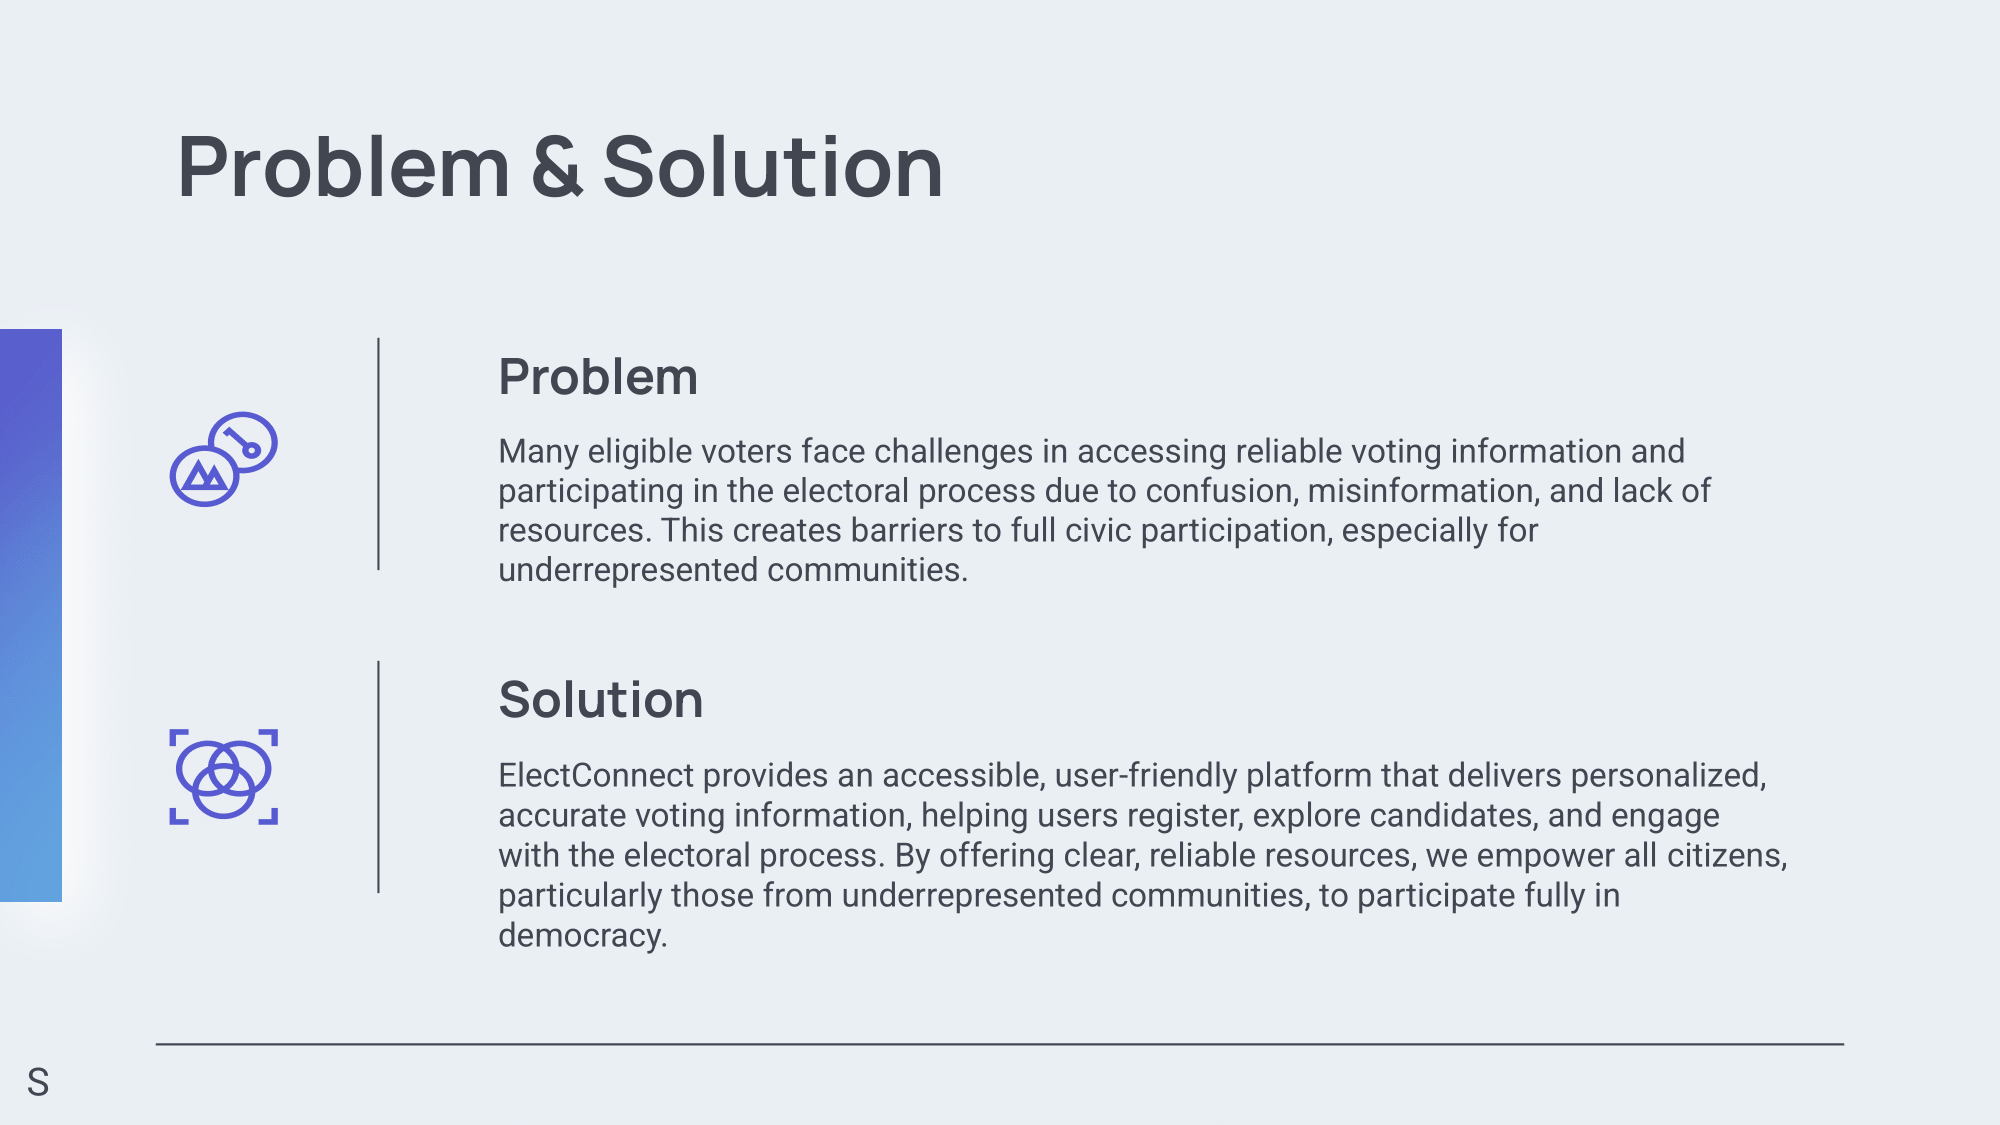 Problem & Solution
Problem
Many eligible voters face challenges in accessing reliable voting information and
participating in the electoral process due to confusion, misinformation, and lack of
resources. This creates barriers to full civic participation, especially for
underrepresented communities.
Solution
ElectConnect provides an accessible, user-friendly platform that delivers personalized,
accurate voting information, helping users register, explore candidates, and engage
with the electoral process. By offering clear, reliable resources, we empower all citizens,
particularly those from underrepresented communities, to participate fully in
democracy.
S